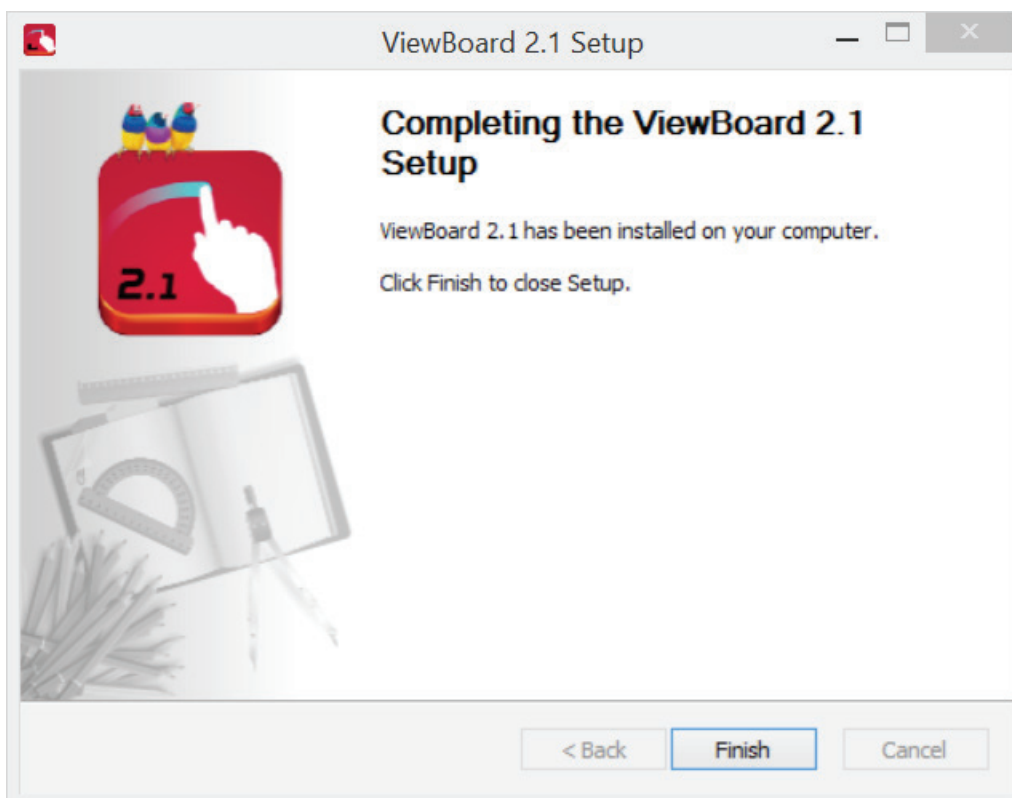 ViewBoard 2.1 Setup
Completing the ViewBoard 2.1
Setup
ViewBoard 2.1 has been installed on your computer.
Click Finish to close Setup.
2.1
< Back
Finish
Cancel